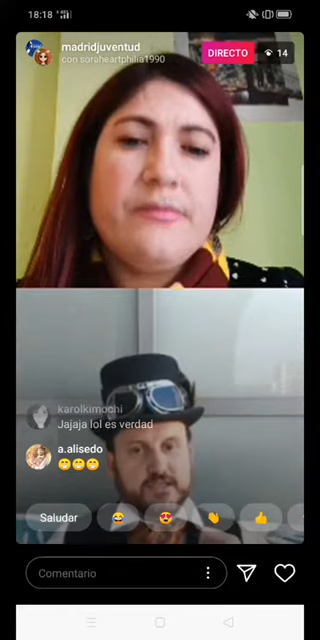 18:18
madridjuventud
con soraheartphilia1990
DIRECTO
14
karolkimochi
Jajaja lol es verdad
a.alisedo
Saludar
Comentario